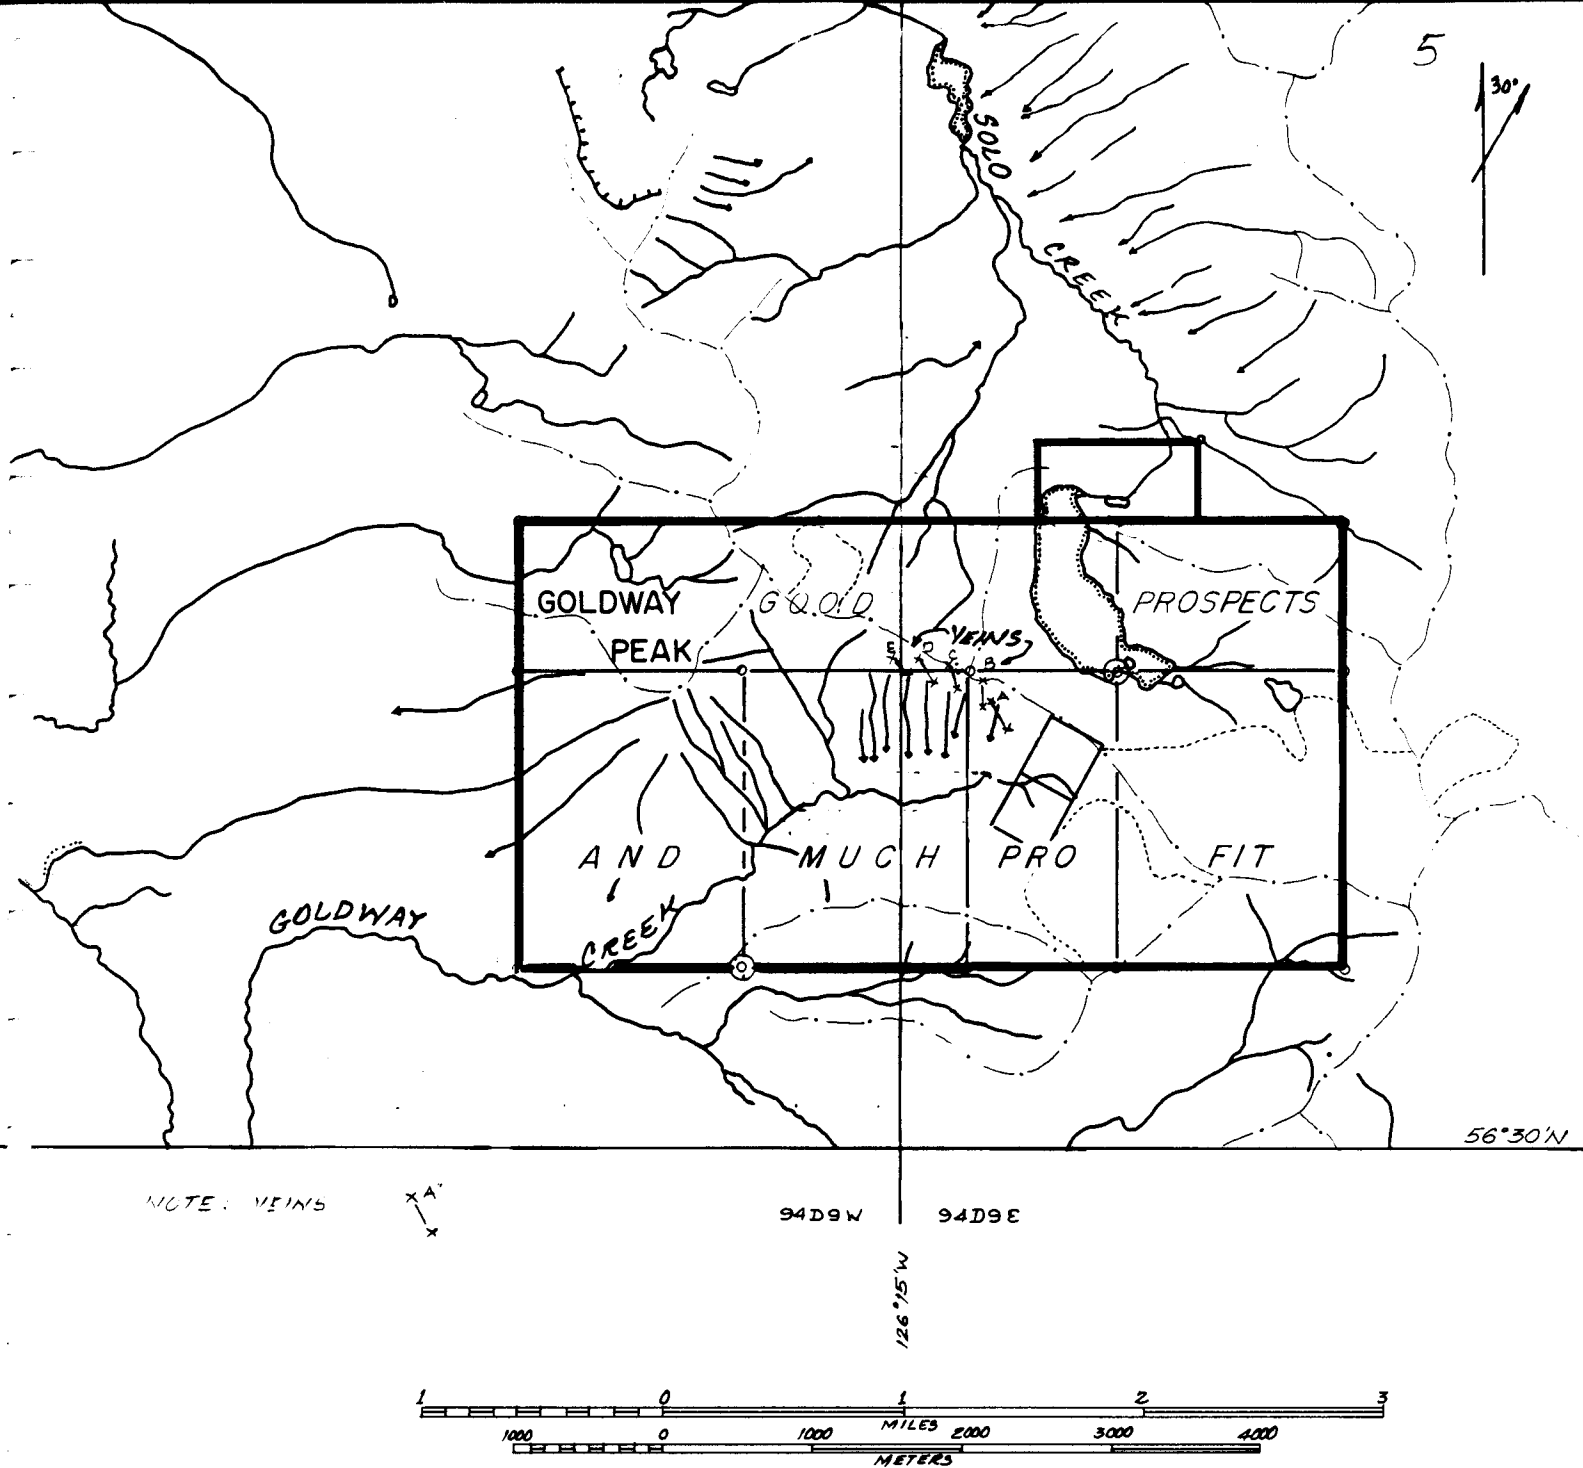 5
30°
SOLO
CREEK
GOLDWAY
PEAK
GOOD
PROSPECTS
VEINS
E
D
C
B
A
AND
MUCH
PRO
FIT
GOLDWAY
CREEK
56°30'N
NOTE: VEINS
A
94D9W
94D9E
126°15'W
1 0 1 2 3
MILES
1000 0 1000 2000 3000 4000
METERS